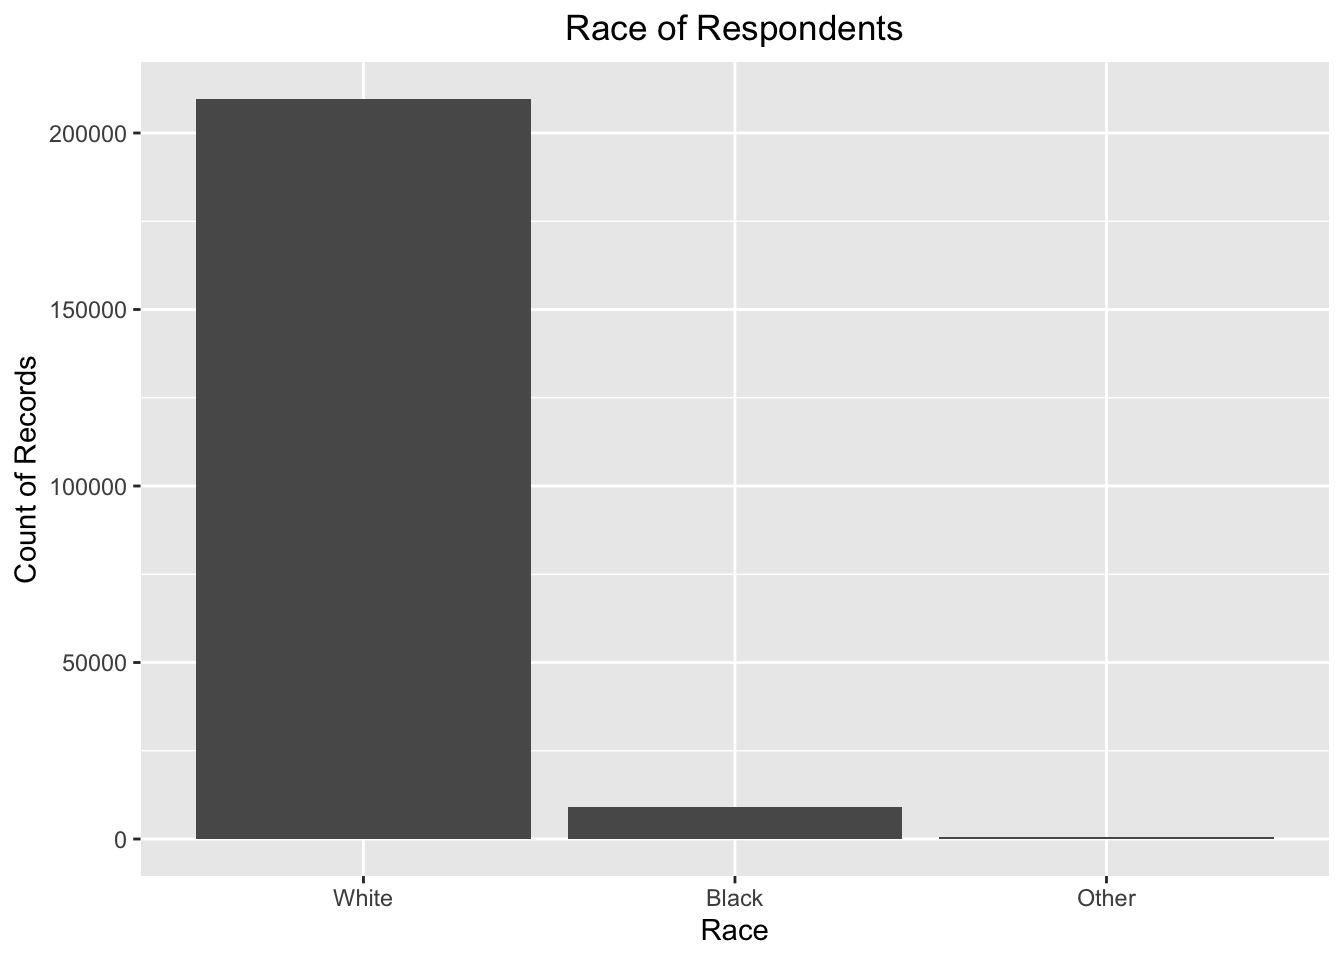 Race of Respondents
Count of Records
200000
150000
100000
50000
0
White
Black
Other
Race